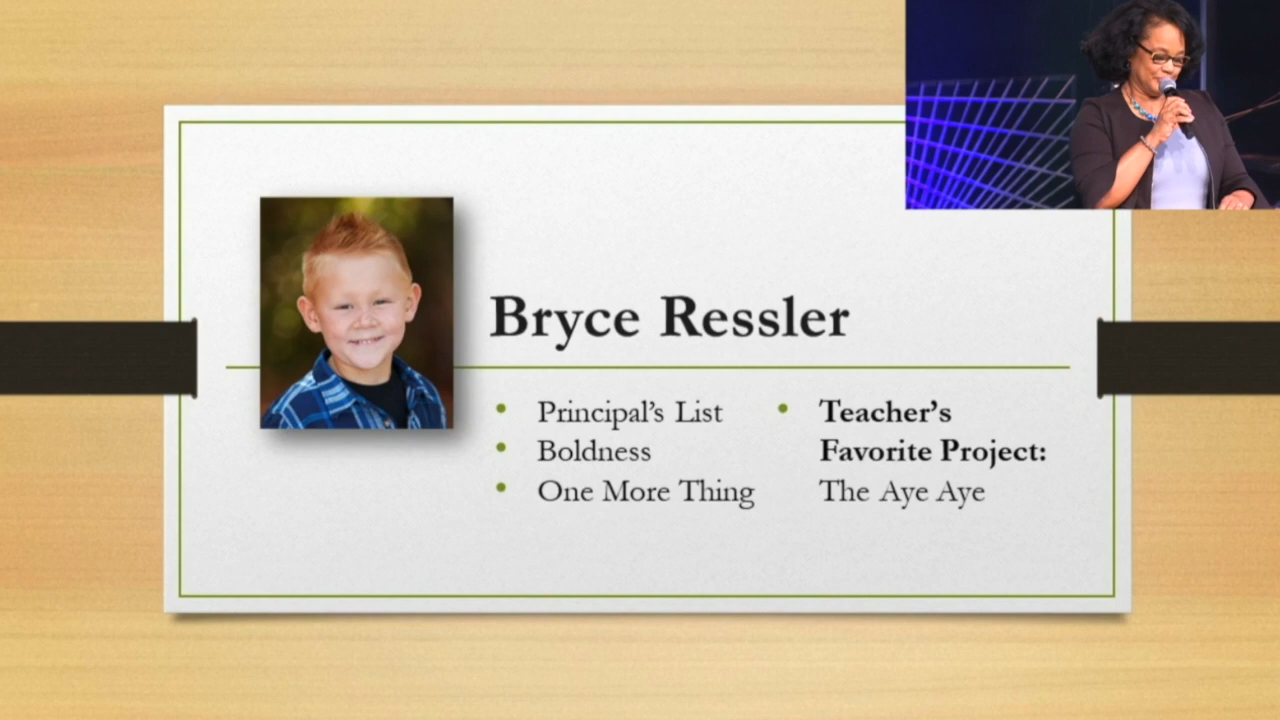 Bryce Ressler
Principal's List
Boldness
One More Thing
Teacher's
Favorite Project:
The Aye Aye